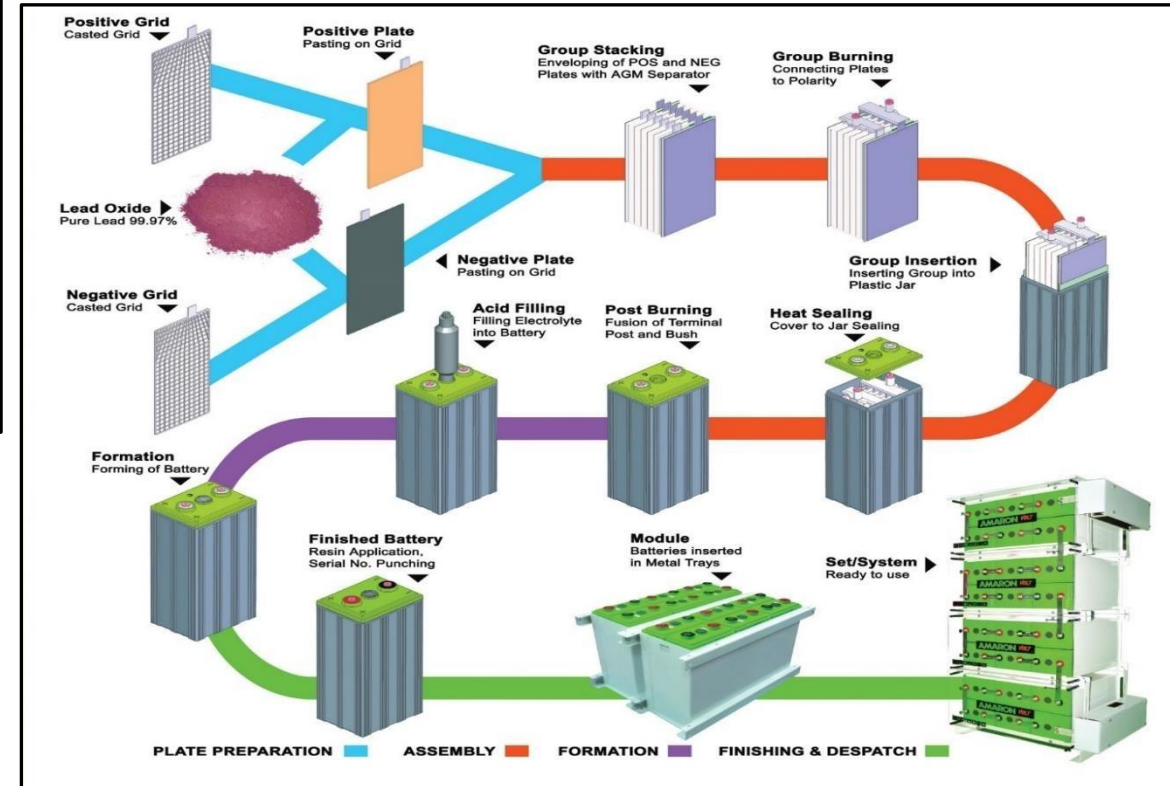 Positive Grid
Casted Grid
Positive Plate
Pasting on Grid
Group Stacking
Enveloping of POS and NEG
Plates with AGM Separator
Group Burning
Connecting Plates
to Polarity
Lead Oxide
Pure Lead 99.97%
Negative Plate
Pasting on Grid
Group Insertion
Inserting Group into
Plastic Jar
Negative Grid
Casted Grid
Acid Filling
Filling Electrolyte
into Battery
Post Burning
Fusion of Terminal
Post and Bush
Heat Sealing
Cover to Jar Sealing
Formation
Forming of Battery
Finished Battery
Resin Application,
Serial No. Punching
Module
Batteries inserted
in Metal Trays
Set/System
Ready to use
AMARON VOLT
AMARON VOLT
AMARON VOLT
AMARON VOLT
PLATE PREPARATION ASSEMBLY FORMATION FINISHING & DESPATCH